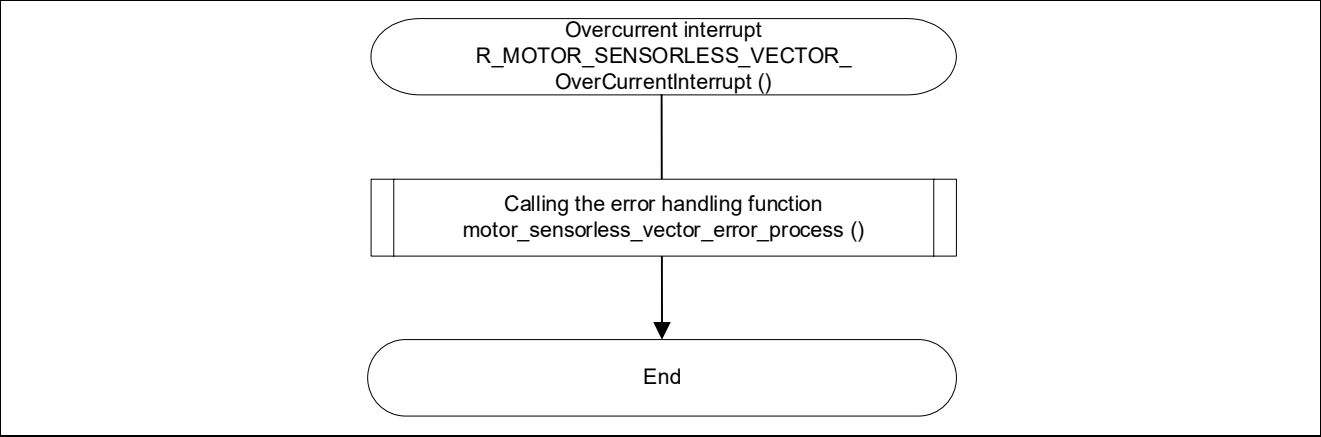 Overcurrent interrupt
R_MOTOR_SENSORLESS_VECTOR_
OverCurrentInterrupt ()
Calling the error handling function
motor_sensorless_vector_error_process ()
End